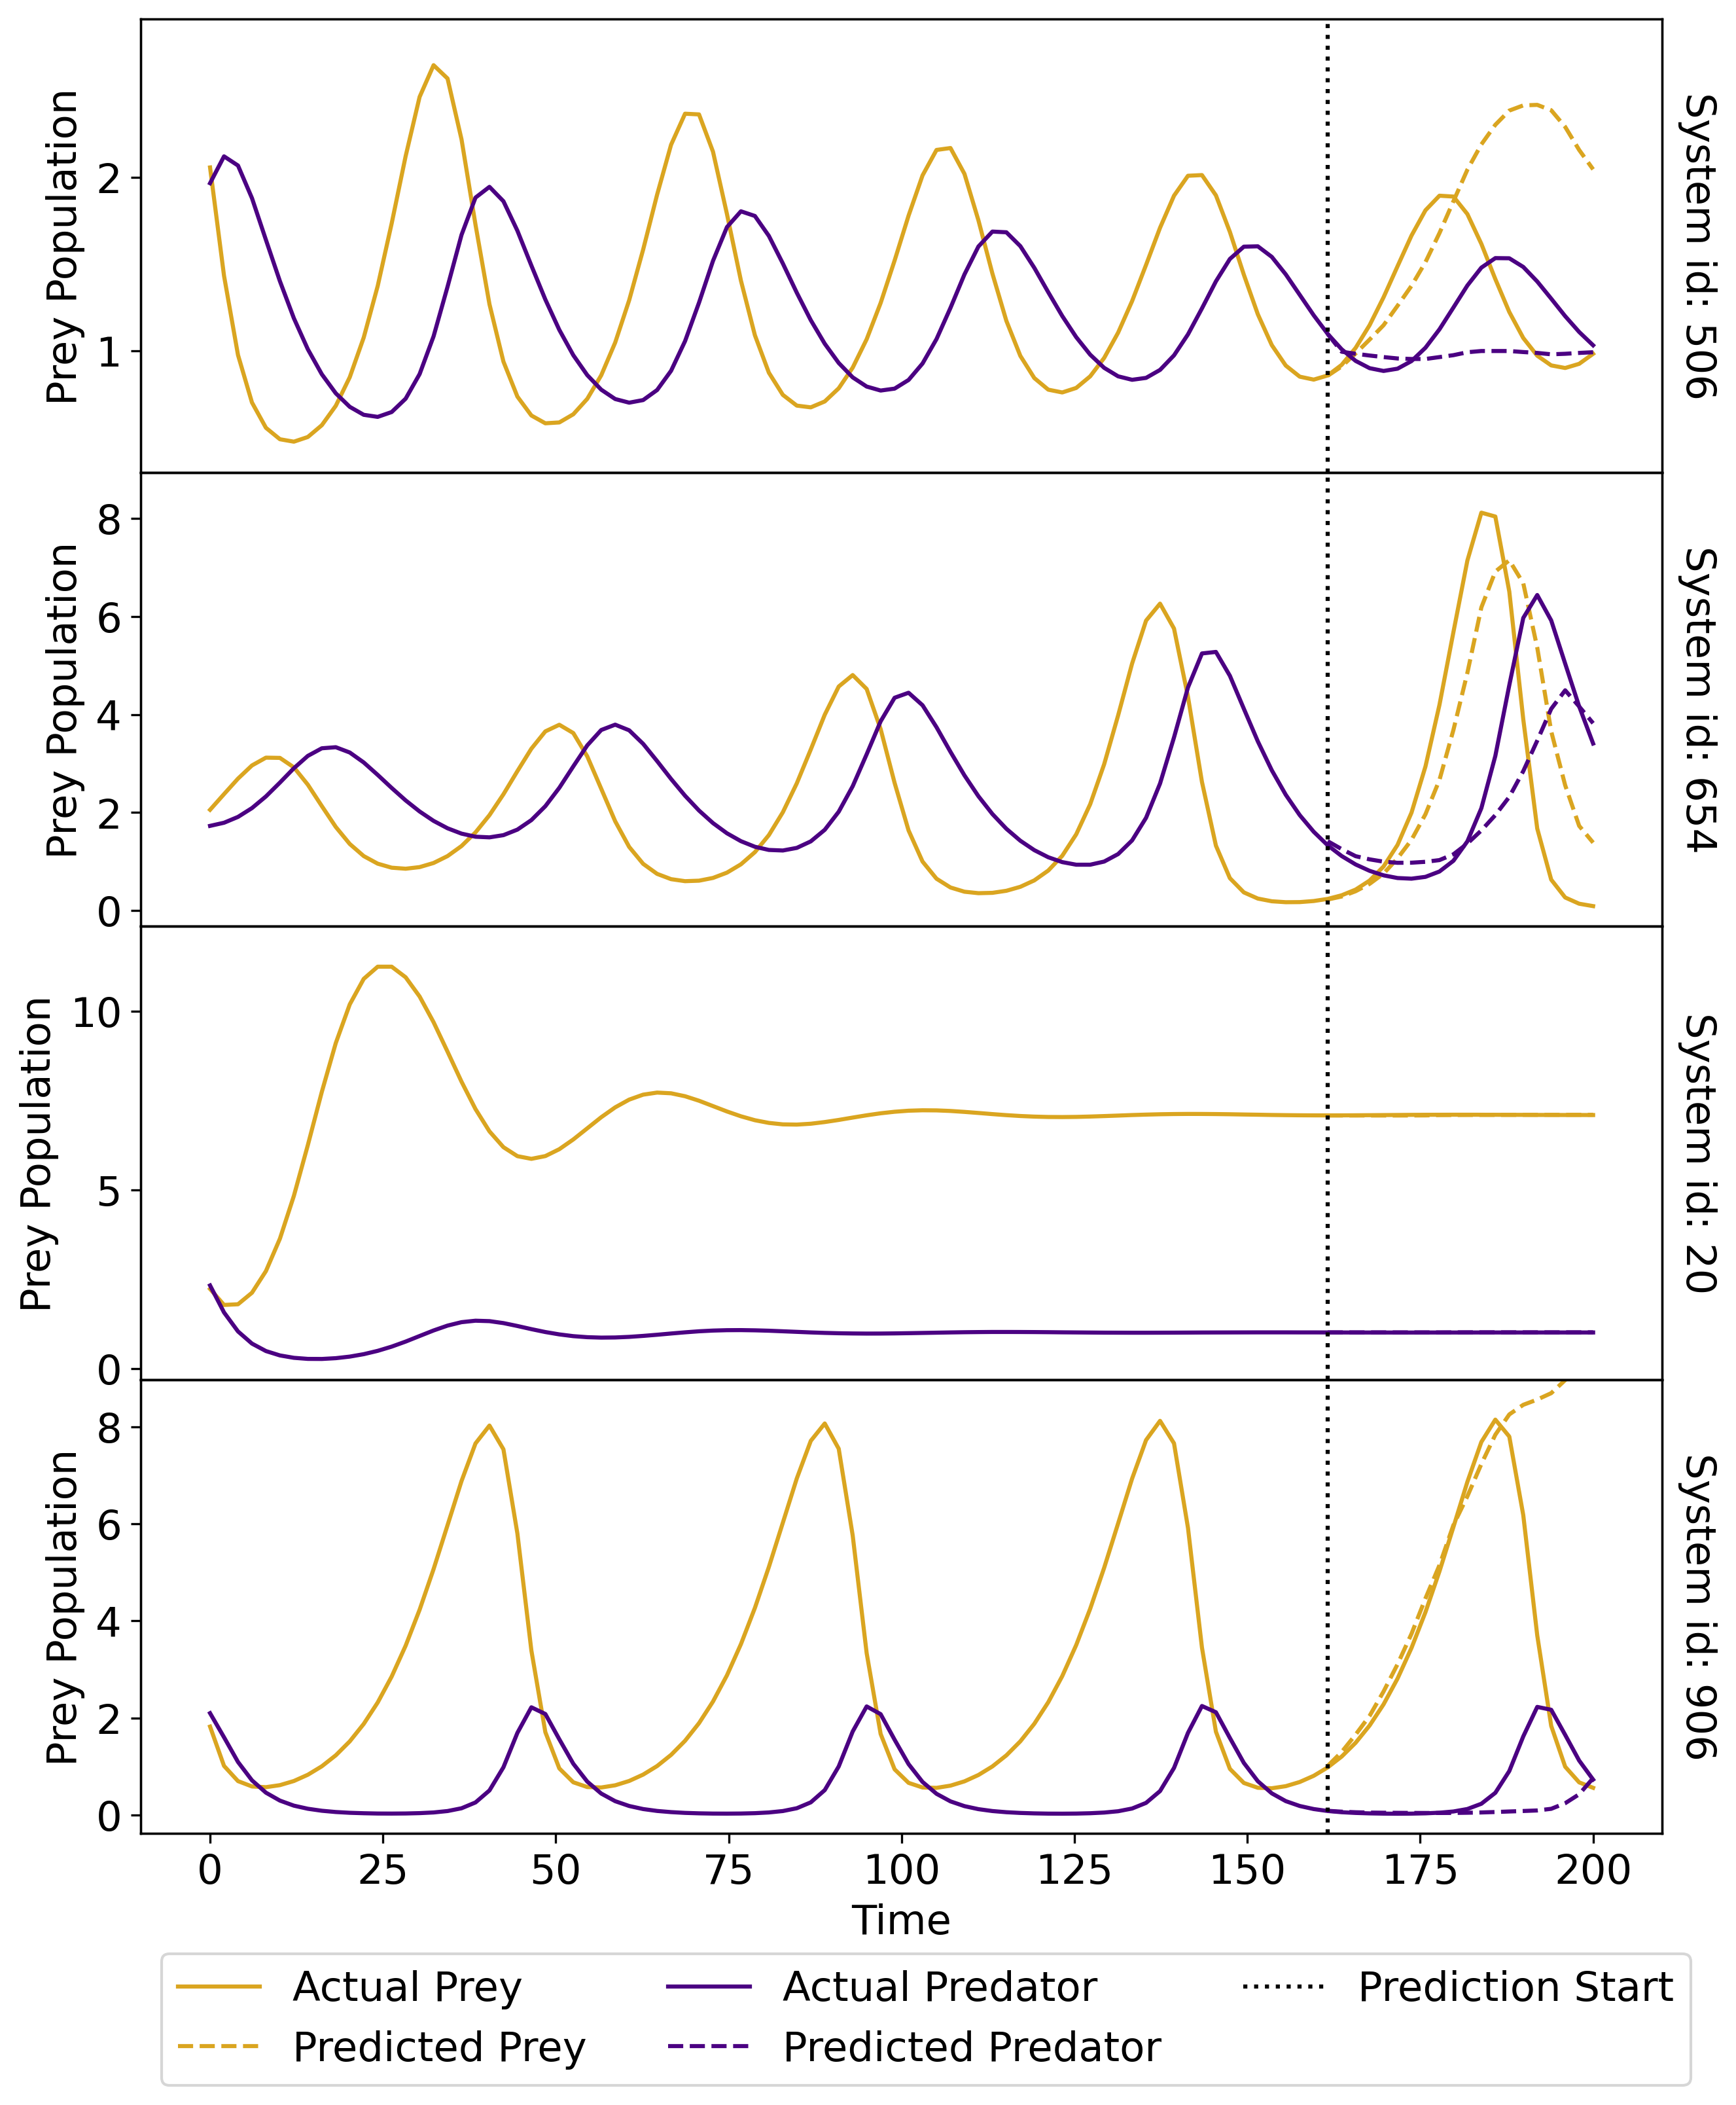 Prey Population
2
1
System id: 506
Prey Population
8
6
4
2
0
System id: 654
Prey Population
10
5
0
System id: 20
Prey Population
8
6
4
2
0
System id: 906
0 25 50 75 100 125 150 175 200
Time
Actual Prey Actual Predator Prediction Start
Predicted Prey Predicted Predator